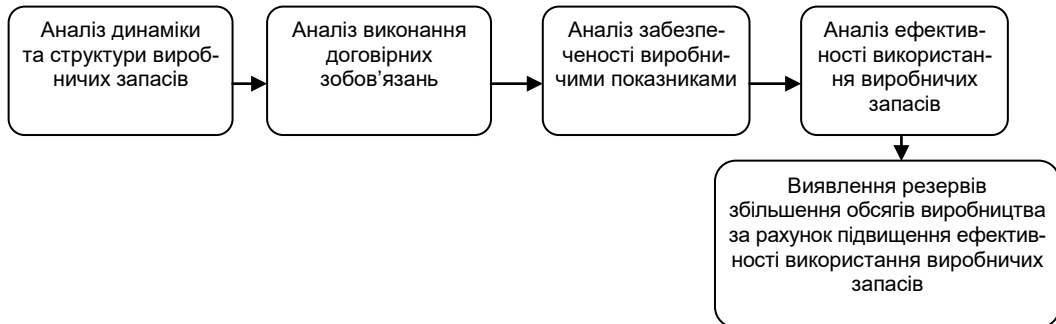 Аналіз динаміки
та структури вироб-
ничих запасів
Аналіз виконання
договірних
зобов’язань
Аналіз забезпе-
ченості виробни-
чими показниками
Аналіз ефектив-
ності використан-
ня виробничих
запасів
Виявлення резервів
збільшення обсягів виробництва
за рахунок підвищення ефектив-
ності використання виробничих
запасів